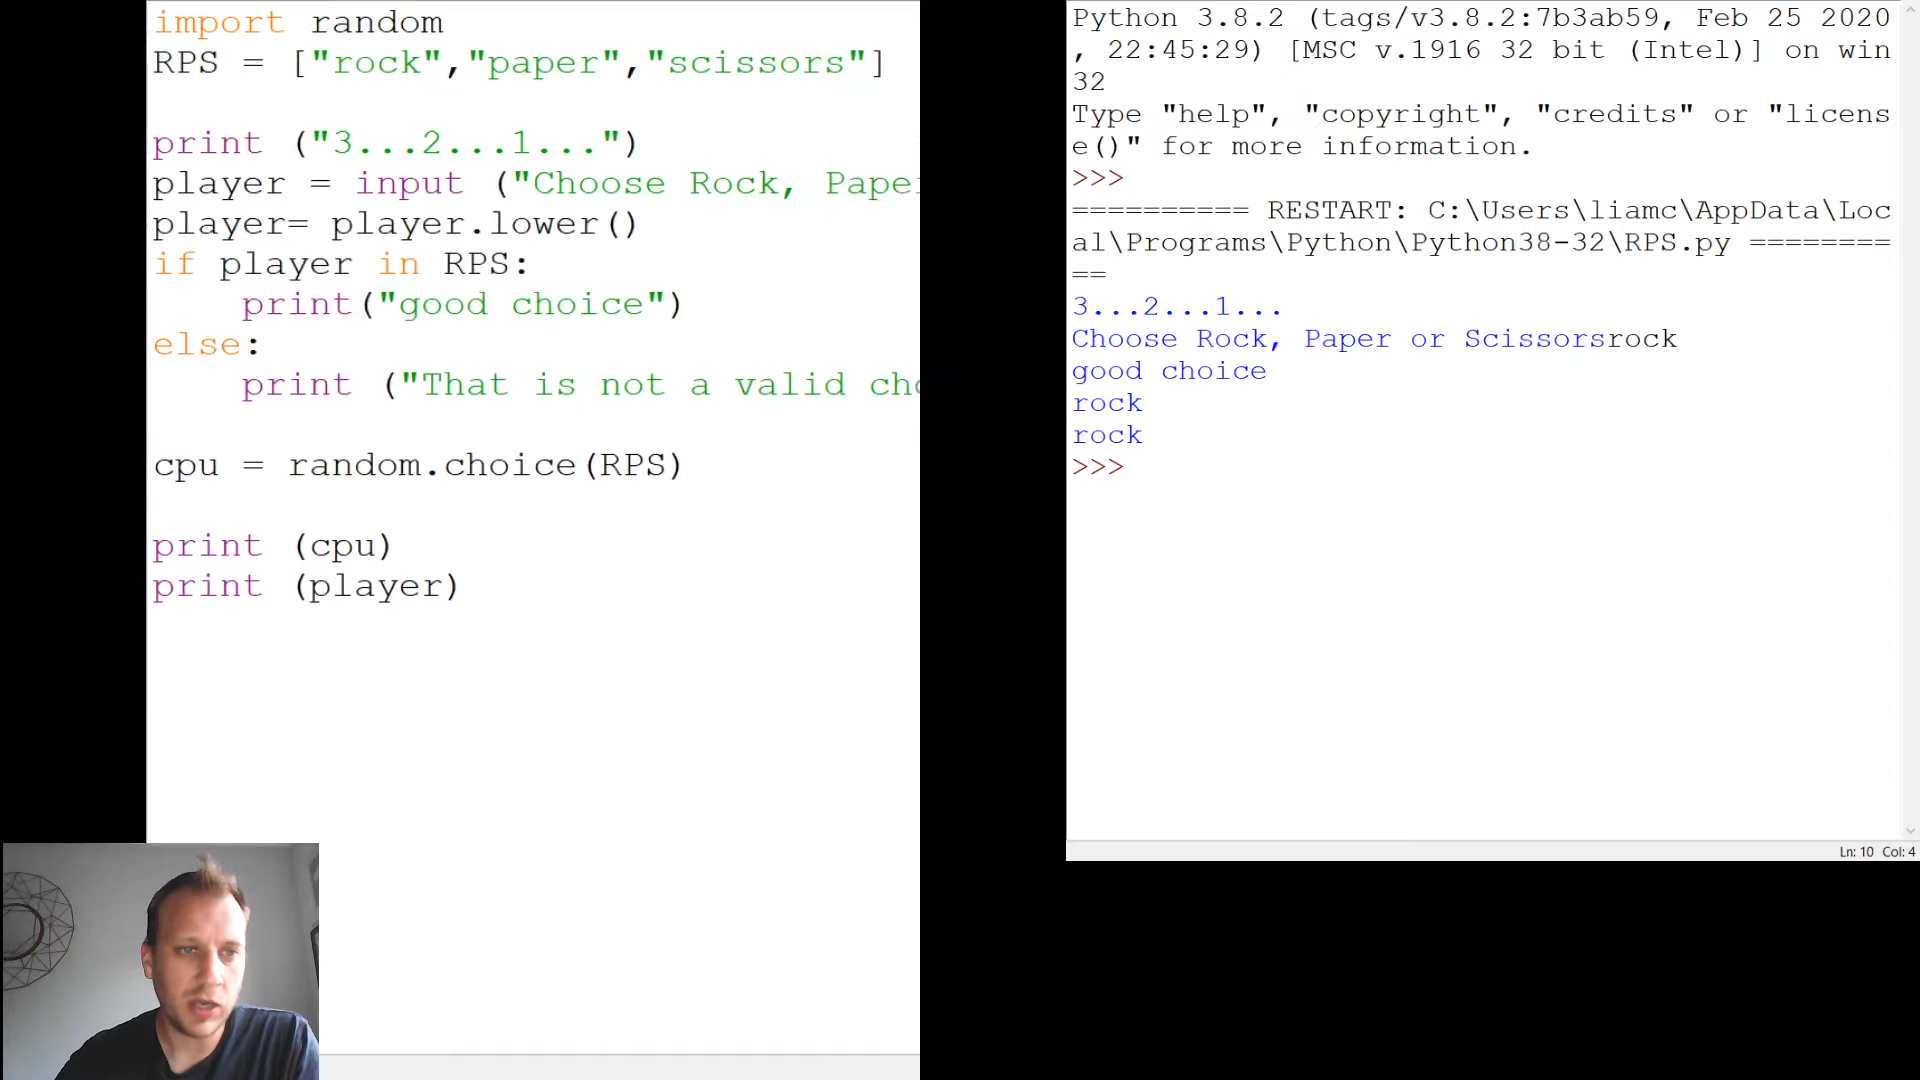 import random
RPS = ["rock","paper","scissors"]
print ("3...2...1...")
player = input ("Choose Rock,
player= player.lower()
if player in RPS:
print("good choice")
else:
print ("That is not a valid
cpu = random.choice(RPS)
print (cpu)
print (player)
Python 3.8.2 (tags/v3.8.2:7b3ab59, Feb 25 2020
, 22:45:29) [MSC v.1916 32 bit (Intel)] on win
32
Type "help", "copyright", "credits" or "licens
e()" for more information.
>>>
========== RESTART: C:\Users\liamc\AppData\Loc
al\Programs\Python\Python38-32\RPS.py ========
==
3...2...1...
Choose Rock, Paper or Scissorsrock
good choice
rock
rock
>>>
Ln: 10 Col: 4